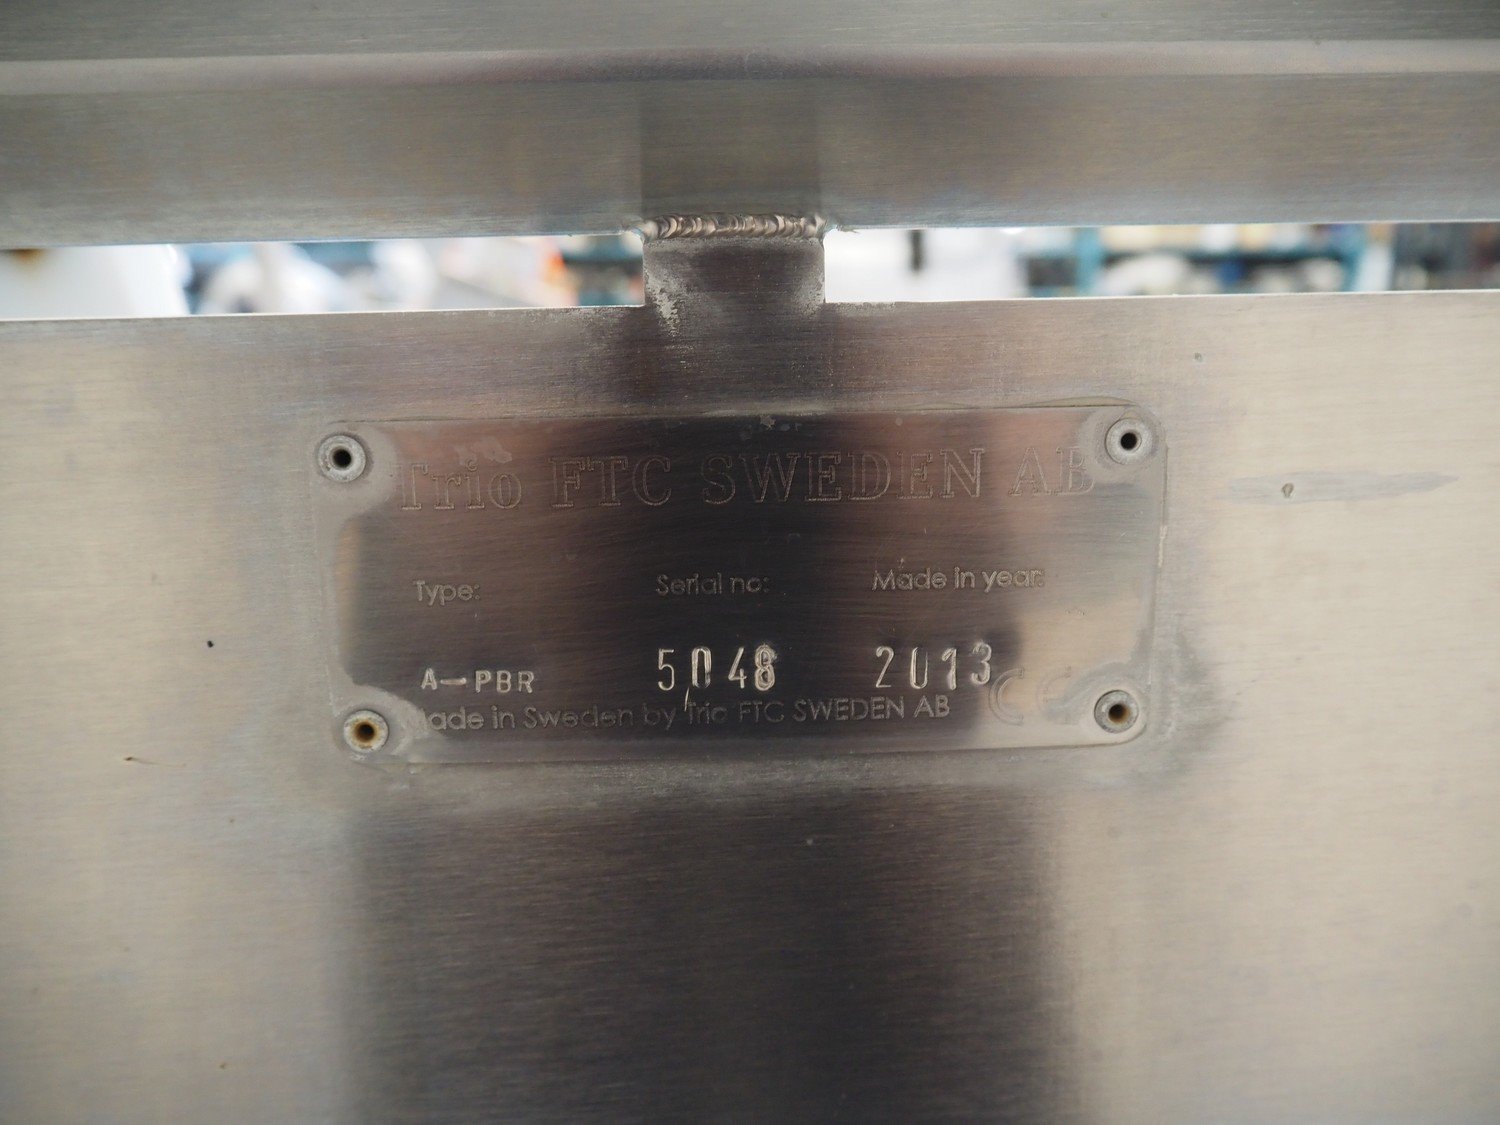 Trio FTC SWEDEN AB
Type: Serial no: Made in year:
A-PBR 5048 2013
Made in Sweden by Trio FTC SWEDEN AB CE